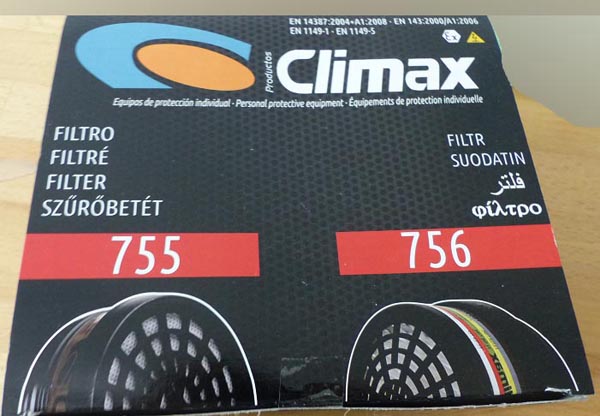 EN 14387:2004+A1:2008 - EN 143:2000/A1:2006
EN 1149-1 - EN 1149-5
Ex
Productos
Climax
Equipos de protección individual - Personal protective equipment - Équipements de protection individuelle
FILTRO
FILTRÉ
FILTER
SZŰRŐBETÉT
FILTR
SUODATIN
فلتر
φίλτρο
755
756